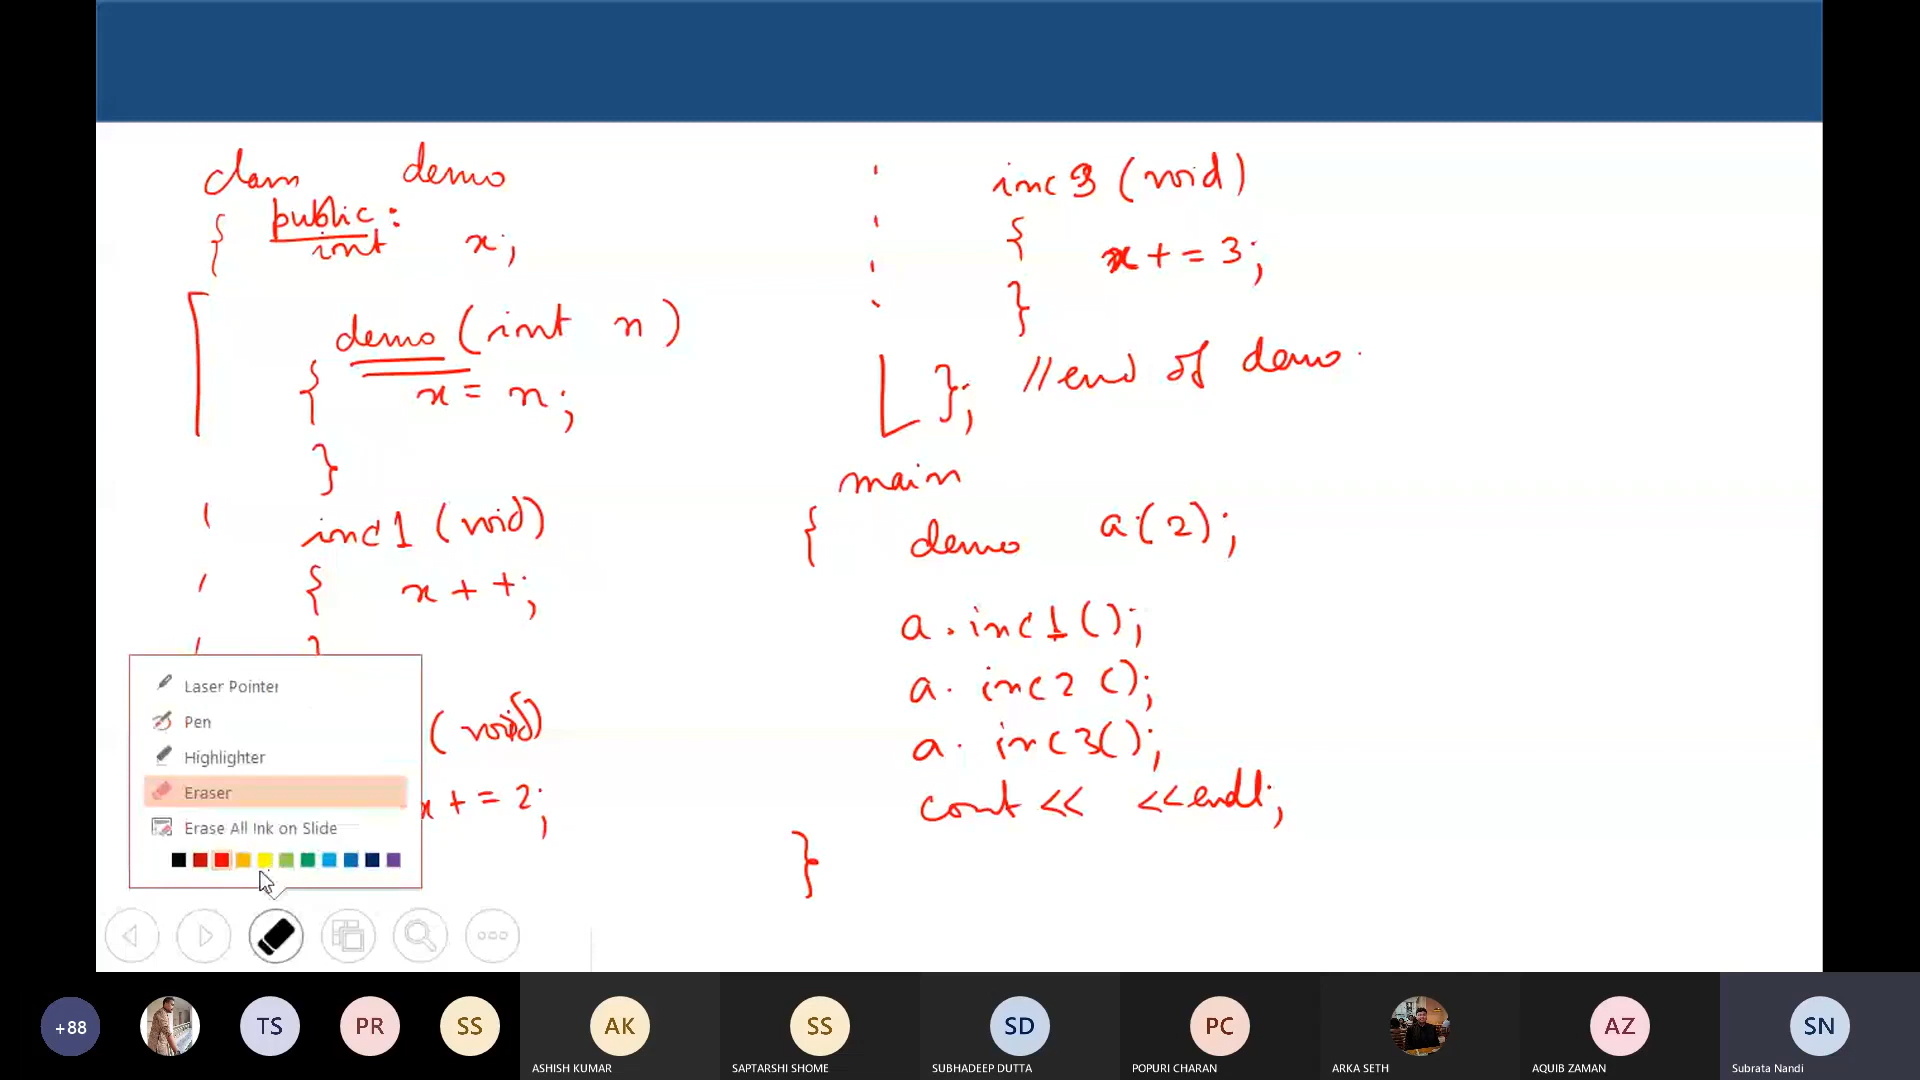 class demo
{ public:
int x;
demo (int n)
{ x = n;
}
inc1 (void)
{ x++;
}
(void)
x += 2;
inc3 (void)
{ x += 3;
}
}; //end of demo.
main
{ demo a(2);
a.inc1();
a.inc2();
a.inc3();
cout << <<endl;
}
Laser Pointer
Pen
Highlighter
Eraser
Erase All Ink on Slide
+88
TS
PR
SS
AK
SS
SD
PC
AZ
SN
ASHISH KUMAR
SAPTARSHI SHOME
SUBHADEEP DUTTA
POPURI CHARAN
ARKA SETH
AQUIB ZAMAN
Subrata Nandi